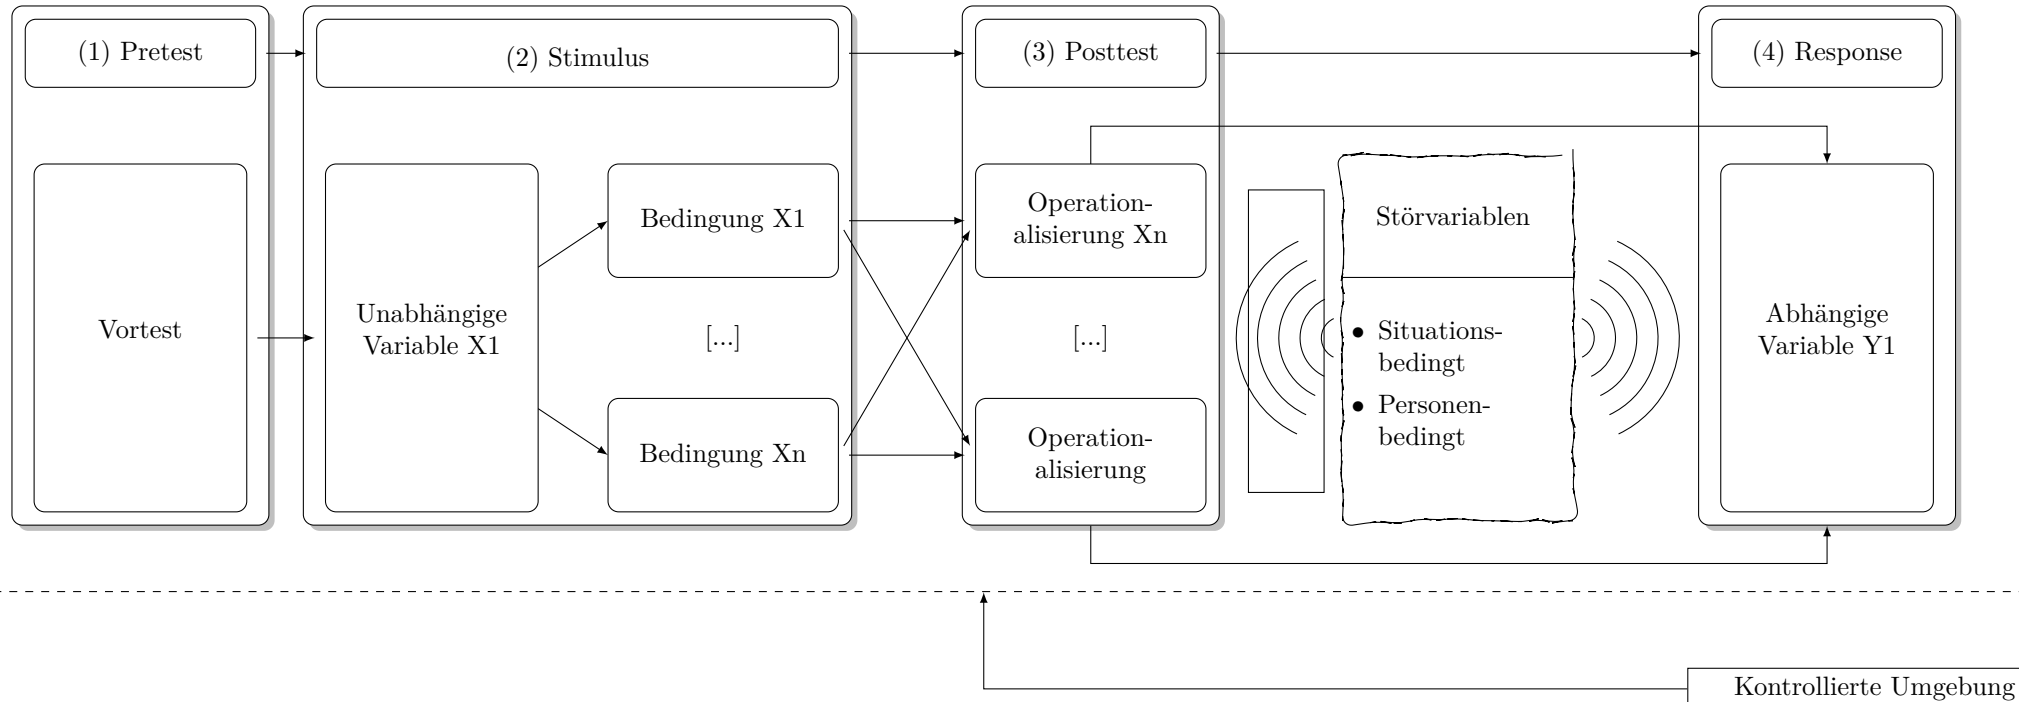 (1) Pretest
(2) Stimulus
(3) Posttest
(4) Response
Vortest
Unabhängige
Variable X1
Bedingung X1
[...]
Bedingung Xn
Operation-
alisierung Xn
[...]
Operation-
alisierung
Störvariablen
• Situations-
bedingt
• Personen-
bedingt
Abhängige
Variable Y1
Kontrollierte Umgebung